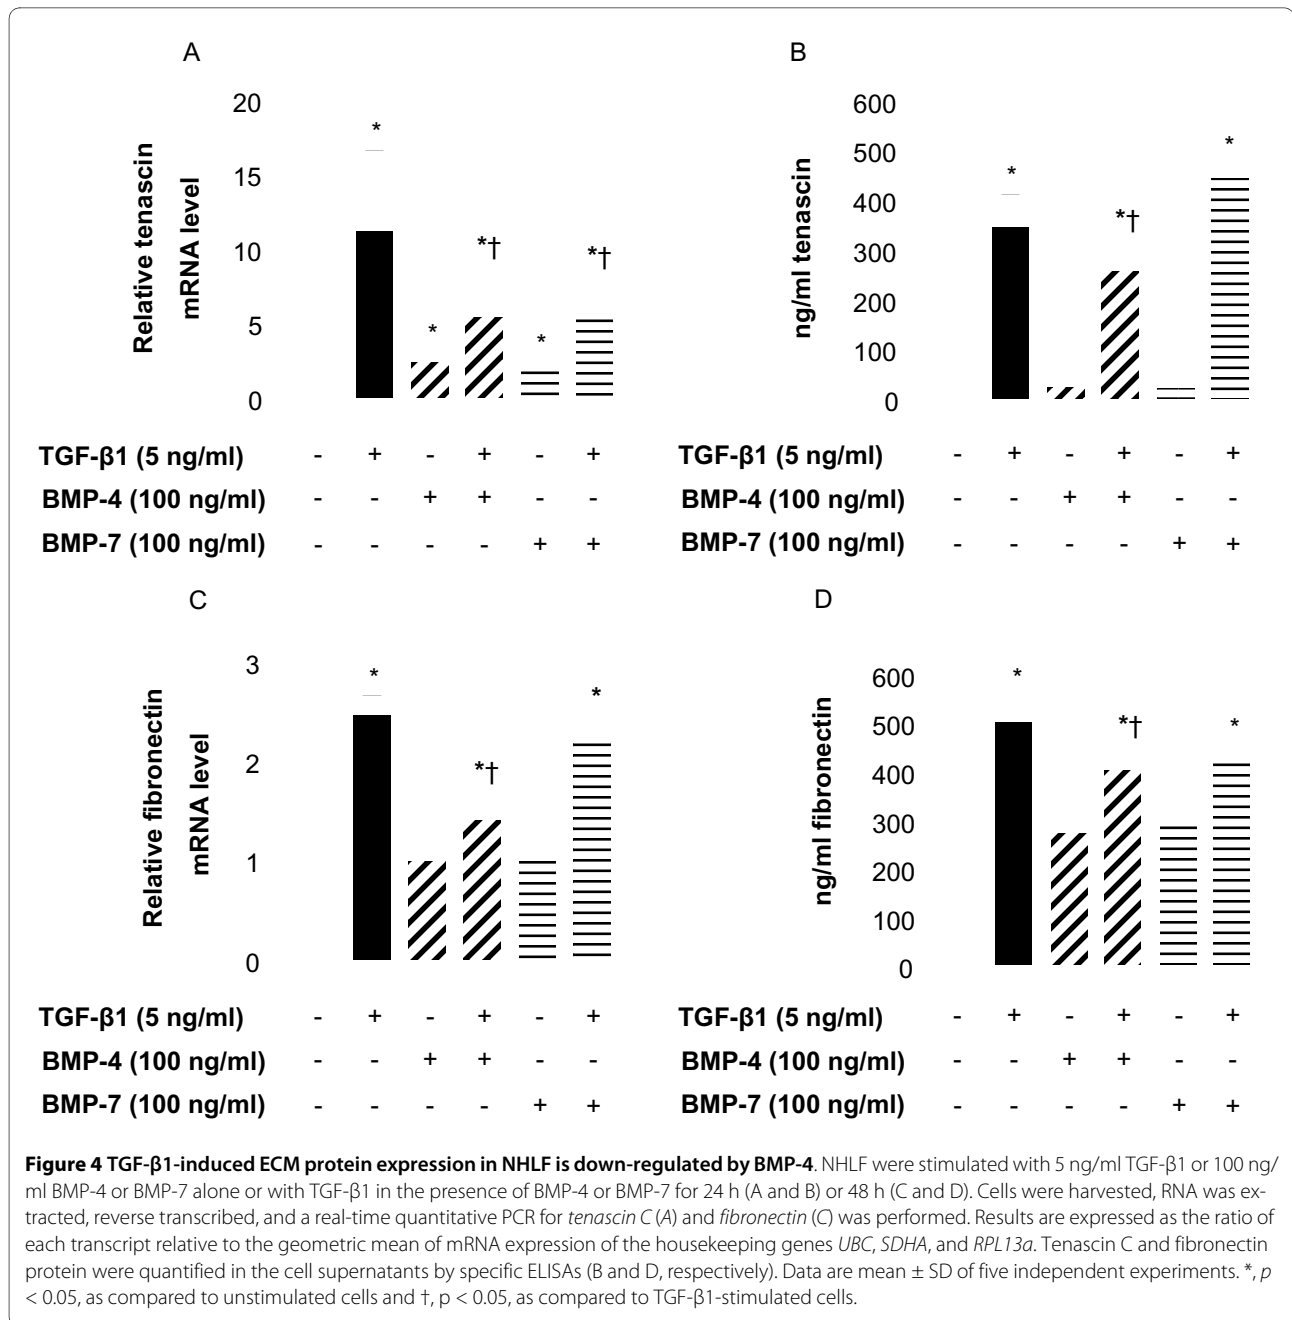 A
Relative tenascin
mRNA level
20
15
10
5
0
*
*
*†
*
*†
TGF-β1 (5 ng/ml) - + - + - +
BMP-4 (100 ng/ml) - - + + - -
BMP-7 (100 ng/ml) - - - - + +
B
ng/ml tenascin
600
500
400
300
200
100
0
*
*†
*
TGF-β1 (5 ng/ml) - + - + - +
BMP-4 (100 ng/ml) - - + + - -
BMP-7 (100 ng/ml) - - - - + +
C
Relative fibronectin
mRNA level
3
2
1
0
*
*†
*
TGF-β1 (5 ng/ml) - + - + - +
BMP-4 (100 ng/ml) - - + + - -
BMP-7 (100 ng/ml) - - - - + +
D
ng/ml fibronectin
600
500
400
300
200
100
0
*
*†
*
TGF-β1 (5 ng/ml) - + - + - +
BMP-4 (100 ng/ml) - - + + - -
BMP-7 (100 ng/ml) - - - - + +
Figure 4 TGF-β1-induced ECM protein expression in NHLF is down-regulated by BMP-4. NHLF were stimulated with 5 ng/ml TGF-β1 or 100 ng/
ml BMP-4 or BMP-7 alone or with TGF-β1 in the presence of BMP-4 or BMP-7 for 24 h (A and B) or 48 h (C and D). Cells were harvested, RNA was ex-
tracted, reverse transcribed, and a real-time quantitative PCR for tenascin C (A) and fibronectin (C) was performed. Results are expressed as the ratio of
each transcript relative to the geometric mean of mRNA expression of the housekeeping genes UBC, SDHA, and RPL13a. Tenascin C and fibronectin
protein were quantified in the cell supernatants by specific ELISAs (B and D, respectively). Data are mean ± SD of five independent experiments. *, p
< 0.05, as compared to unstimulated cells and †, p < 0.05, as compared to TGF-β1-stimulated cells.